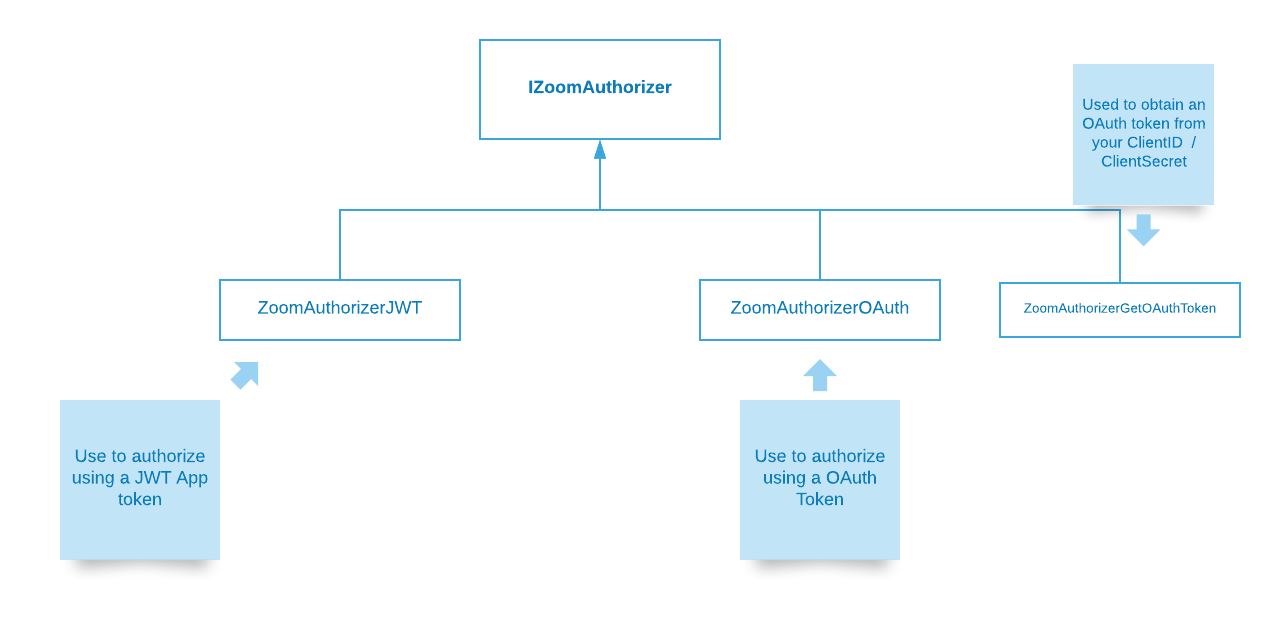 IZoomAuthorizer
Used to obtain an
OAuth token from
your ClientID  /
ClientSecret
ZoomAuthorizerJWT
ZoomAuthorizerOAuth
ZoomAuthorizerGetOAuthToken
Use to authorize
using a JWT App
token
Use to authorize
using a OAuth
Token